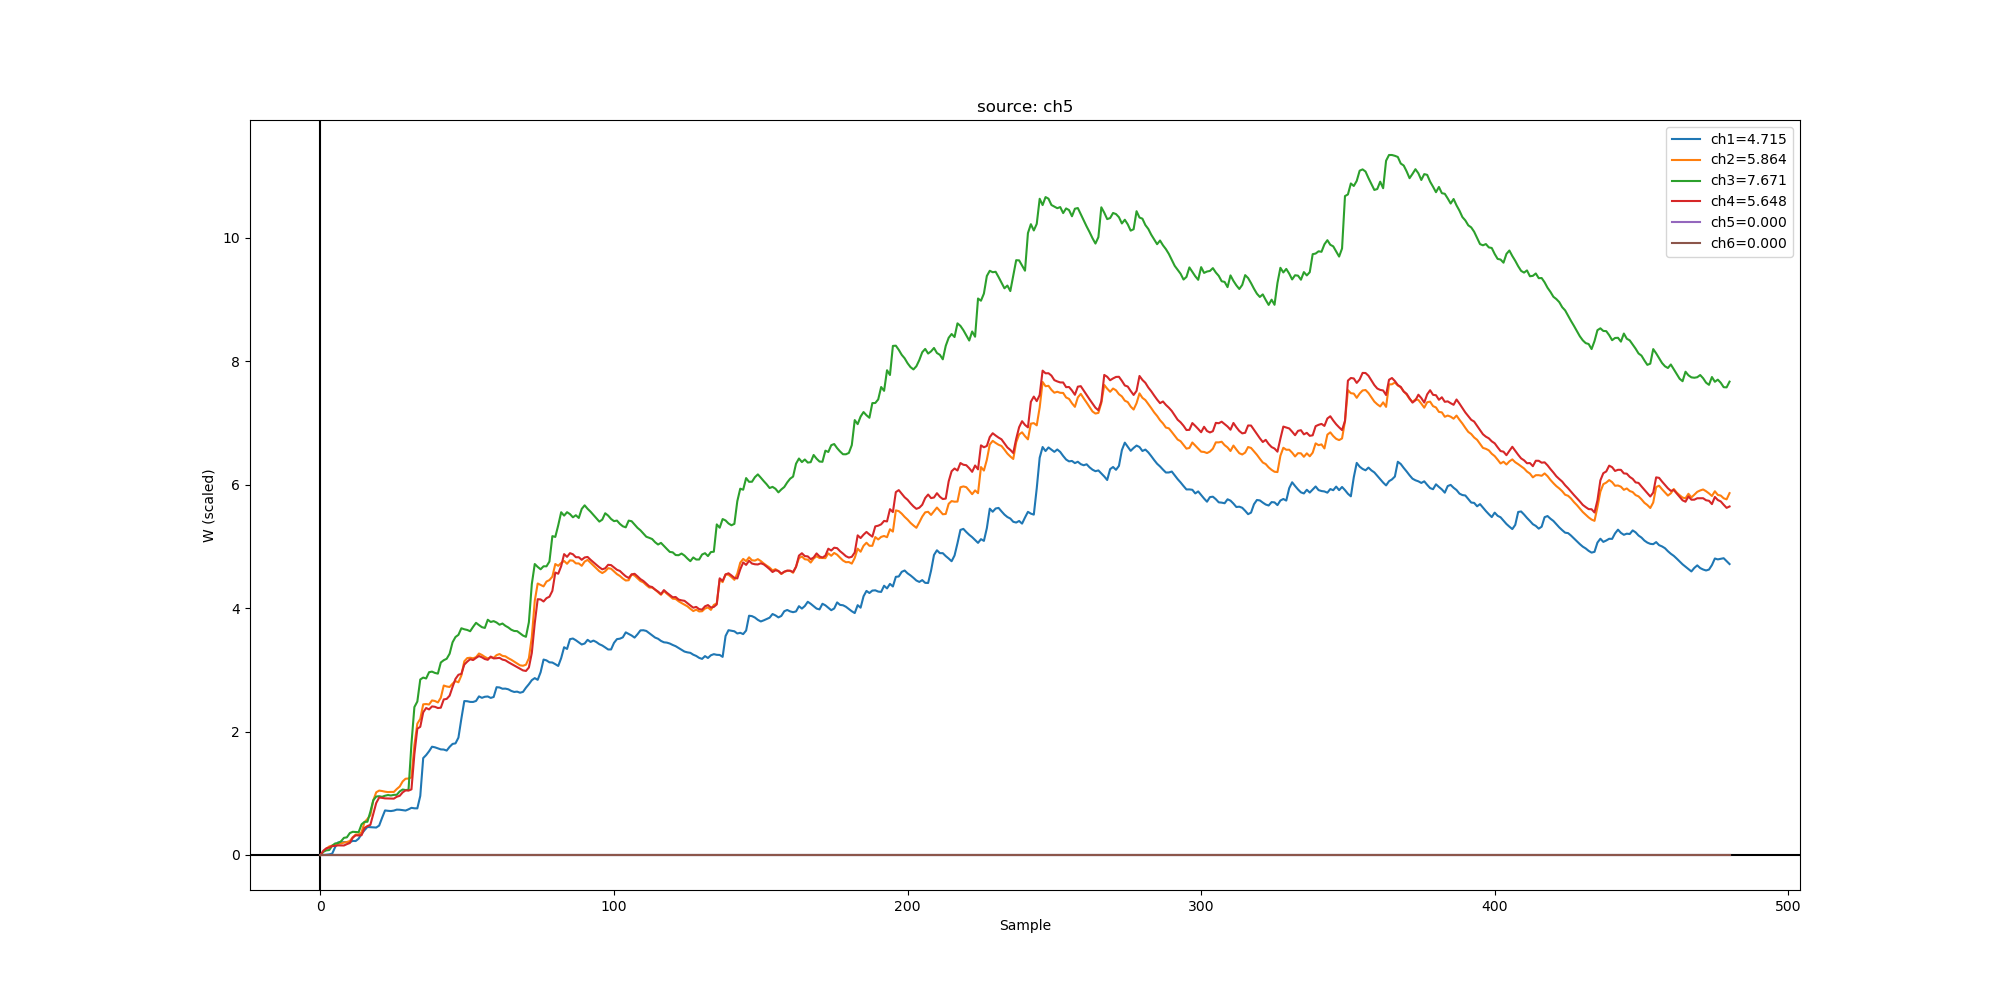 source: ch5
ch1=4.715
ch2=5.864
ch3=7.671
ch4=5.648
ch5=0.000
ch6=0.000
W (scaled)
10
8
6
4
2
0
0 100 200 300 400 500
Sample